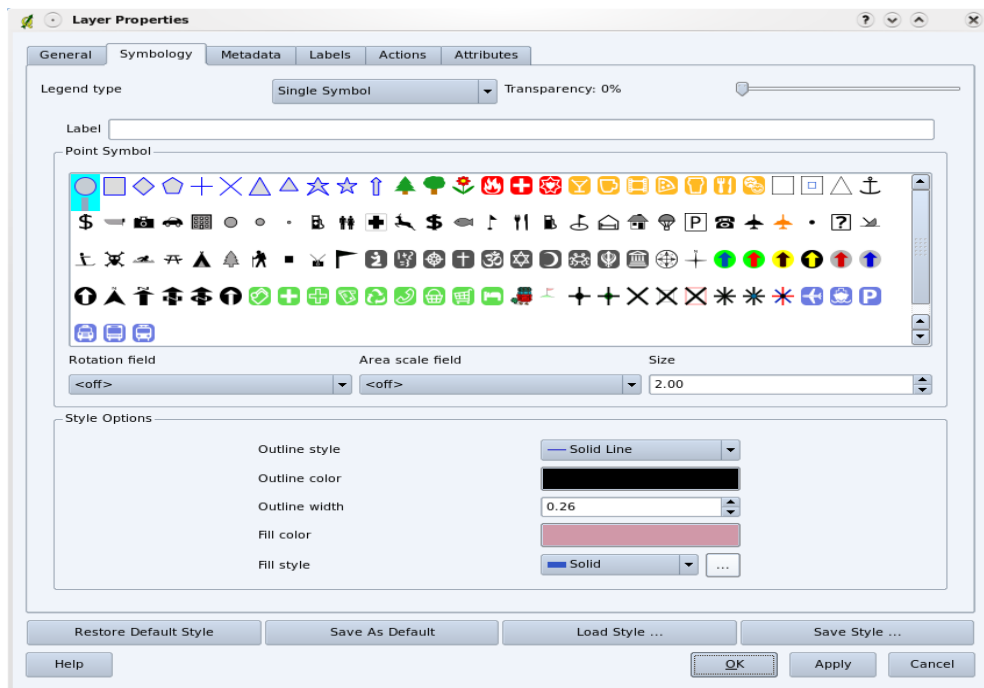 Layer Properties
General Symbology Metadata Labels Actions Attributes
Legend type Single Symbol Transparency: 0%
Label
Point Symbol
Rotation field Area scale field Size
<off> <off> 2.00
Style Options
Outline style Solid Line
Outline color
Outline width 0.26
Fill color
Fill style Solid ...
Restore Default Style Save As Default Load Style ... Save Style ...
Help OK Apply Cancel